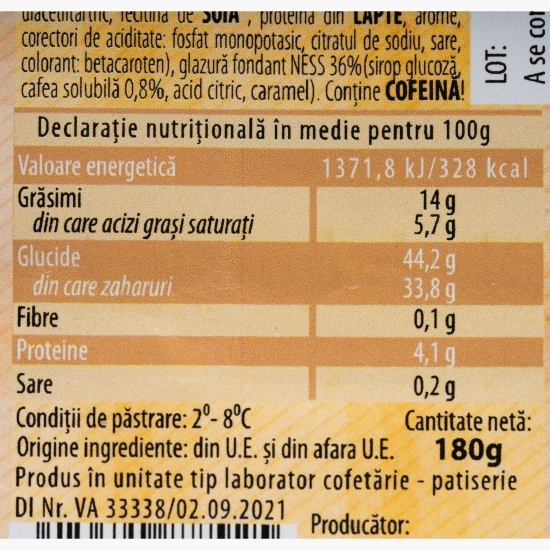 diacetiltartric, lecitină de SOIA , proteină din LAPTE, arome,
corectori de aciditate: fosfat monopotasic, citratul de sodiu, sare,
colorant: betacaroten), glazură fondant NESS 36%(sirop glucoză,
cafea solubilă 0,8%, acid citric, caramel). Conține COFEINĂ!
LOT:
A se co
Declarație nutrițională în medie pentru 100g
Valoare energetică 1371,8 kJ/328 kcal
Grăsimi 14 g
din care acizi grași saturați 5,7 g
Glucide 44,2 g
din care zaharuri 33,8 g
Fibre 0,1 g
Proteine 4,1 g
Sare 0,2 g
Condiții de păstrare: 2⁰- 8⁰C Cantitate netă:
Origine ingrediente: din U.E. și din afara U.E. 180g
Produs în unitate tip laborator cofetărie - patiserie
DI Nr. VA 33338/02.09.2021
Producător: